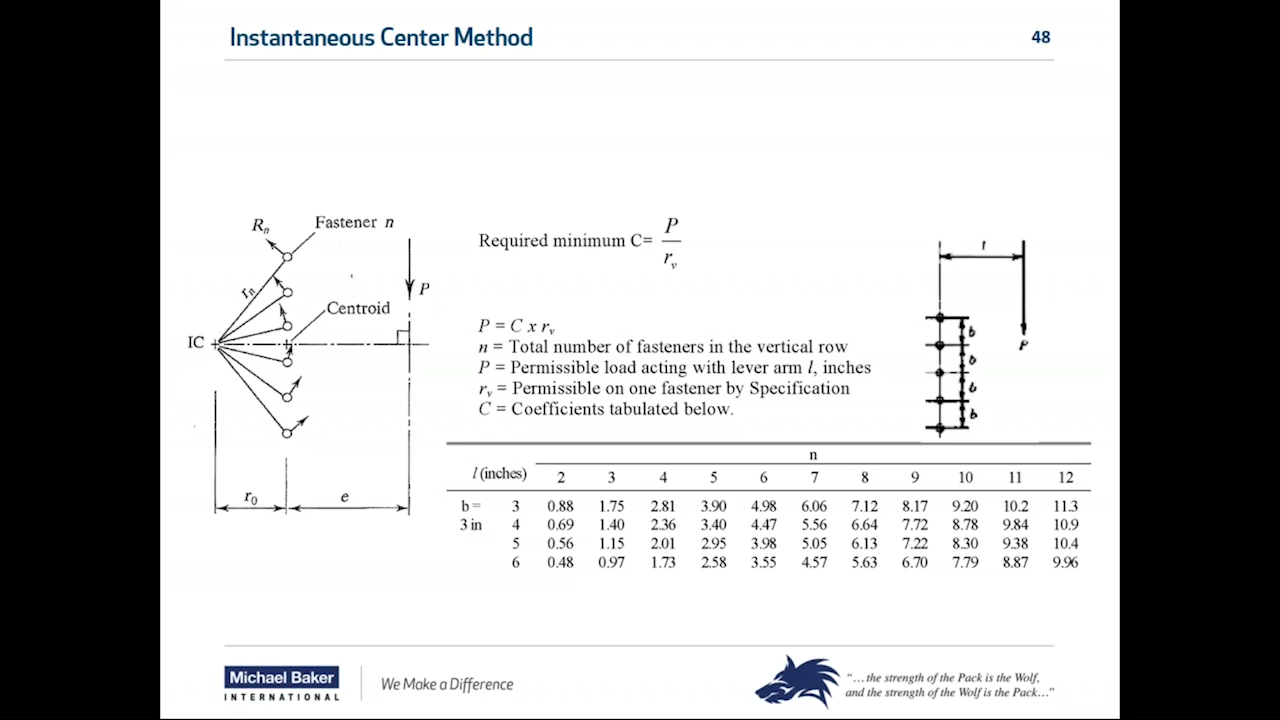 Instantaneous Center Method
48
Rn
Fastener n
rn
P
Centroid
IC
r0
e
Required minimum C= P
rv
P = C x rv
n = Total number of fasteners in the vertical row
P = Permissible load acting with lever arm l, inches
rv = Permissible on one fastener by Specification
C = Coefficients tabulated below.
l
P
b
b
b
b
n
l (inches) 2 3 4 5 6 7 8 9 10 11 12
b = 3 0.88 1.75 2.81 3.90 4.98 6.06 7.12 8.17 9.20 10.2 11.3
3 in 4 0.69 1.40 2.36 3.40 4.47 5.56 6.64 7.72 8.78 9.84 10.9
5 0.56 1.15 2.01 2.95 3.98 5.05 6.13 7.22 8.30 9.38 10.4
6 0.48 0.97 1.73 2.58 3.55 4.57 5.63 6.70 7.79 8.87 9.96
Michael Baker
INTERNATIONAL
We Make a Difference
“…the strength of the Pack is the Wolf,
and the strength of the Wolf is the Pack…”